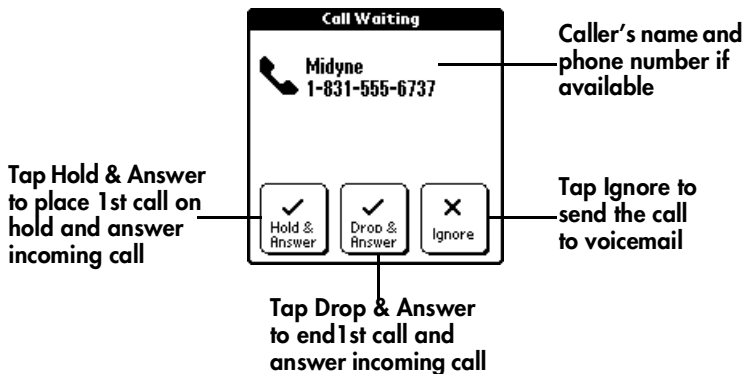 Call Waiting
Midyne
1-831-555-6737
Caller's name and
phone number if
available
Tap Hold & Answer
to place 1st call on
hold and answer
incoming call
Hold &
Answer
Drop &
Answer
Ignore
Tap Ignore to
send the call
to voicemail
Tap Drop & Answer
to end1st call and
answer incoming call